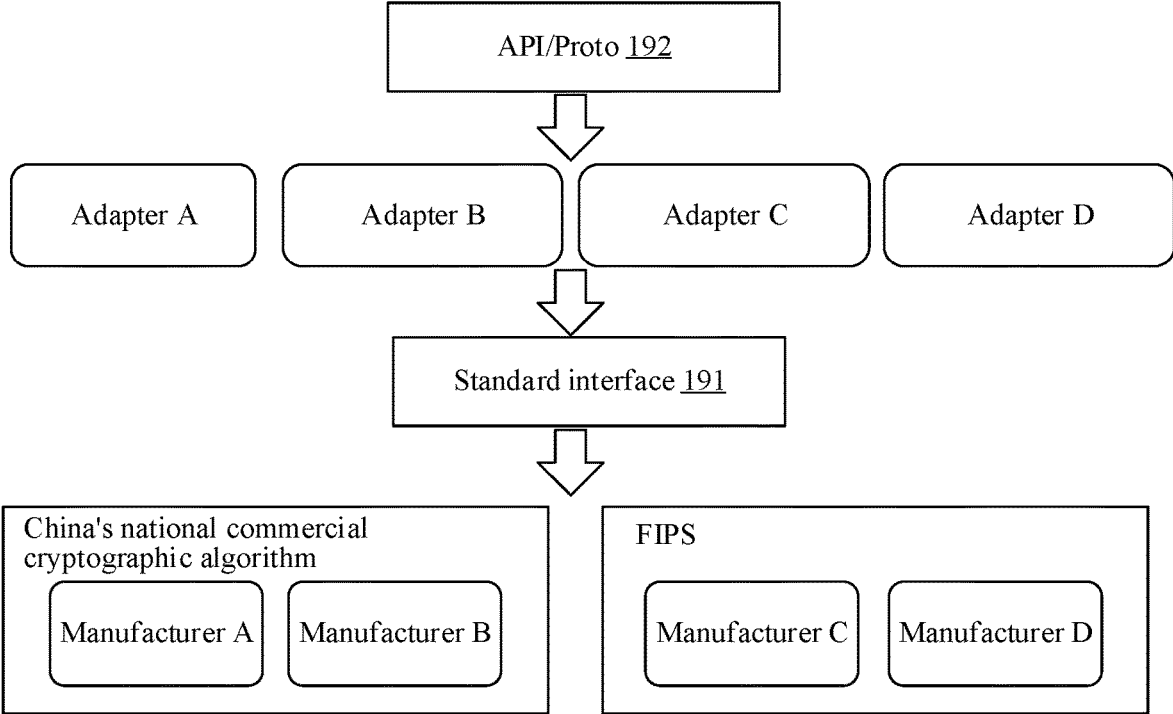 API/Proto 192
Adapter A
Adapter B
Adapter C
Adapter D
Standard interface 191
China's national commercial
cryptographic algorithm
Manufacturer A
Manufacturer B
FIPS
Manufacturer C
Manufacturer D